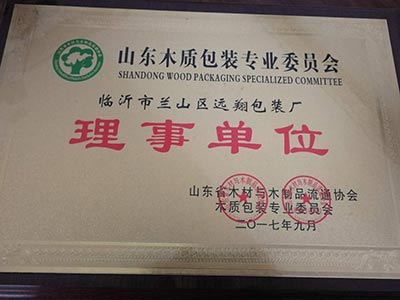 山东木质包装专业委员会
SHANDONG WOOD PACKAGING SPECIALIZED COMMITTEE
临沂市兰山区远翔包装厂
理事单位
山东省木材与木制品流通协会
木质包装专业委员会
二〇一七年九月